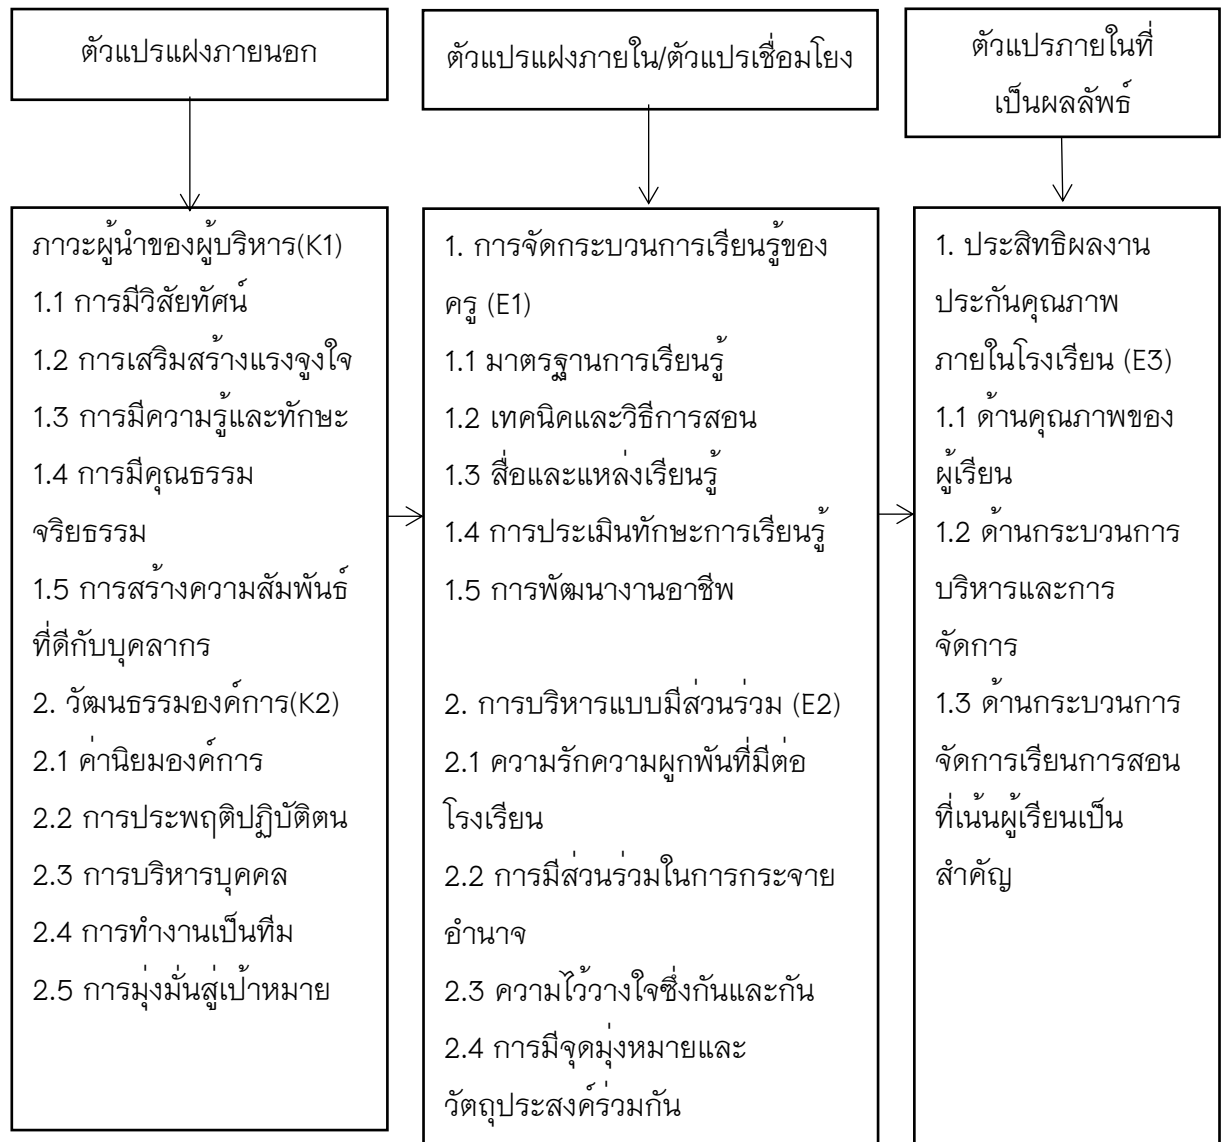 ตัวแปรแฝงภายนอก
ตัวแปรแฝงภายใน/ตัวแปรเชื่อมโยง
ตัวแปรภายในที่
เป็นผลลัพธ์
ภาวะผู้นำของผู้บริหาร(K1)
1.1 การมีวิสัยทัศน์
1.2 การเสริมสร้างแรงจูงใจ
1.3 การมีความรู้และทักษะ
1.4 การมีคุณธรรม
จริยธรรม
1.5 การสร้างความสัมพันธ์
ที่ดีกับบุคลากร
2. วัฒนธรรมองค์การ(K2)
2.1 ค่านิยมองค์การ
2.2 การประพฤติปฏิบัติตน
2.3 การบริหารบุคคล
2.4 การทำงานเป็นทีม
2.5 การมุ่งมั่นสู่เป้าหมาย
1. การจัดกระบวนการเรียนรู้ของ
ครู (E1)
1.1 มาตรฐานการเรียนรู้
1.2 เทคนิคและวิธีการสอน
1.3 สื่อและแหล่งเรียนรู้
1.4 การประเมินทักษะการเรียนรู้
1.5 การพัฒนางานอาชีพ
2. การบริหารแบบมีส่วนร่วม (E2)
2.1 ความรักความผูกพันที่มีต่อ
โรงเรียน
2.2 การมีส่วนร่วมในการกระจาย
อำนาจ
2.3 ความไว้วางใจซึ่งกันและกัน
2.4 การมีจุดมุ่งหมายและ
วัตถุประสงค์ร่วมกัน
1. ประสิทธิผลงาน
ประกันคุณภาพ
ภายในโรงเรียน (E3)
1.1 ด้านคุณภาพของ
ผู้เรียน
1.2 ด้านกระบวนการ
บริหารและการ
จัดการ
1.3 ด้านกระบวนการ
จัดการเรียนการสอน
ที่เน้นผู้เรียนเป็น
สำคัญ